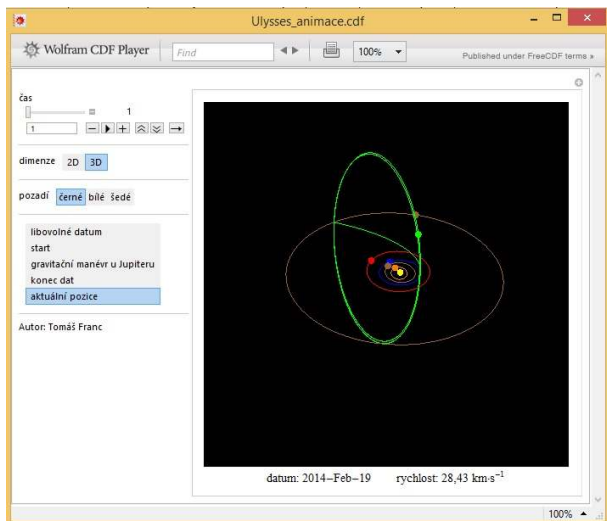 Ulysses_animace.cdf
Wolfram CDF Player
Find
100%
Published under FreeCDF terms »
čas
1
1
dimenze 2D 3D
pozadí černé bílé šedé
libovolné datum
start
gravitační manévr u Jupiteru
konec dat
aktuální pozice
Autor: Tomáš Franc
datum: 2014–Feb–19 rychlost: 28,43 km·s⁻¹
100%